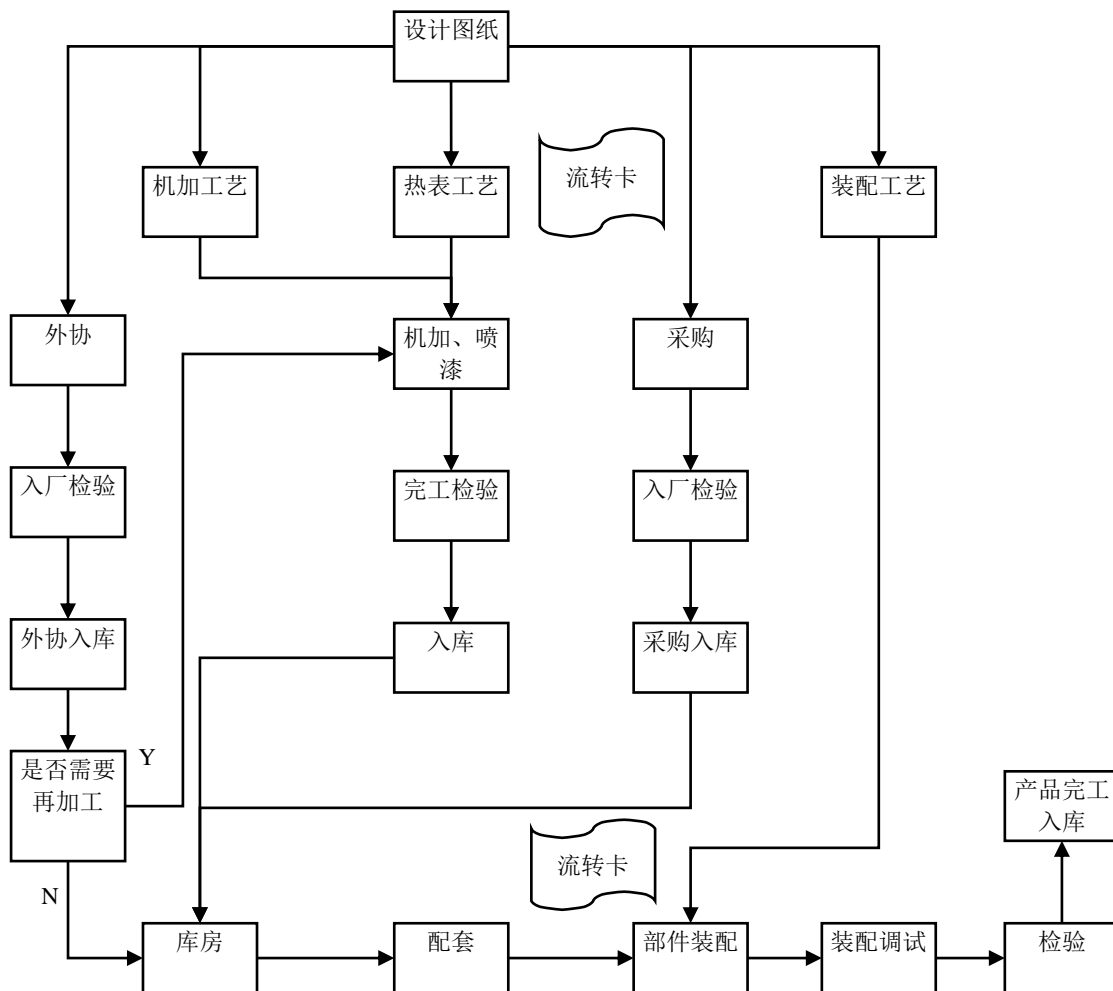 设计图纸
机加工艺
热表工艺
流转卡
装配工艺
外协
机加、喷
漆
采购
入厂检验
完工检验
入厂检验
外协入库
入库
采购入库
Y
是否需要
再加工
产品完工
入库
流转卡
N
库房
配套
部件装配
装配调试
检验